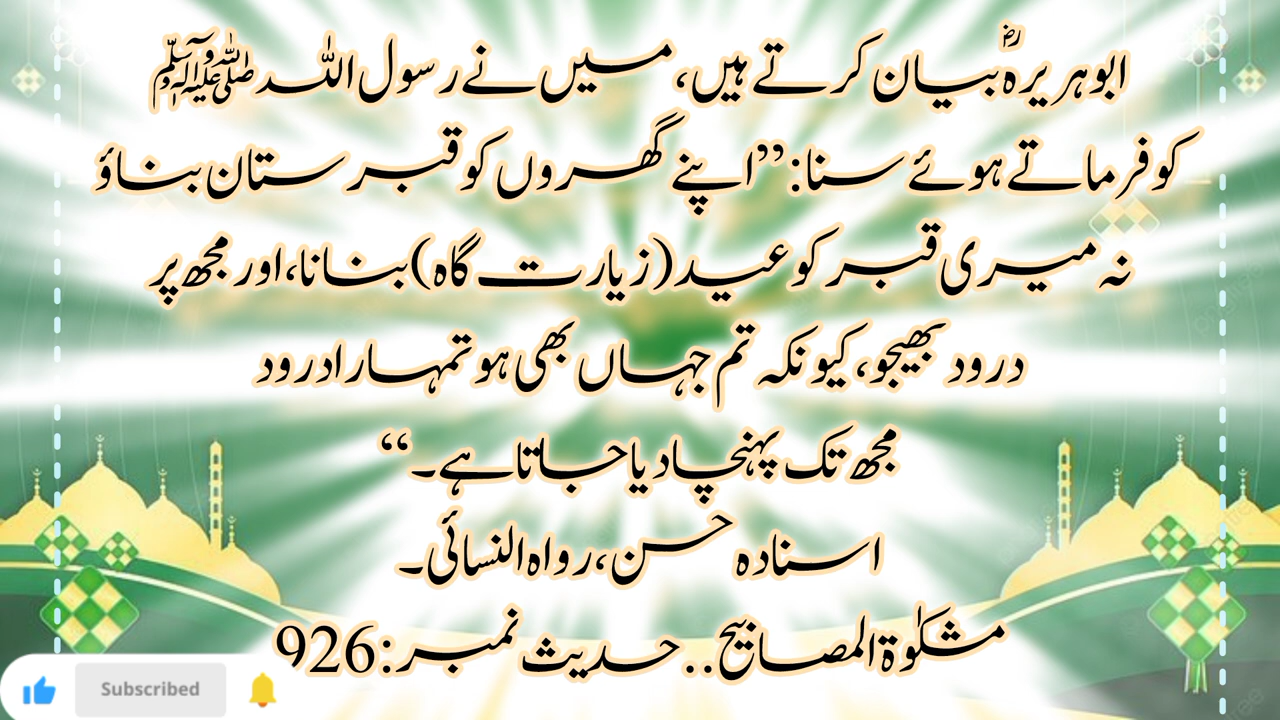 ابوہریرہؓ بیان کرتے ہیں، میں نے رسول اللہ ﷺ
کو فرماتے ہوئے سنا: ”اپنے گھروں کو قبرستان بناؤ
نہ میری قبر کو عید (زیارت گاہ) بنانا، اور مجھ پر
درود بھیجو، کیونکہ تم جہاں بھی ہو تمہارا درود
مجھ تک پہنچا دیا جاتا ہے۔“
اسنادہ حسن، رواہ النسائی۔
مشکوٰۃ المصابیح.. حدیث نمبر: 926
Subscribed